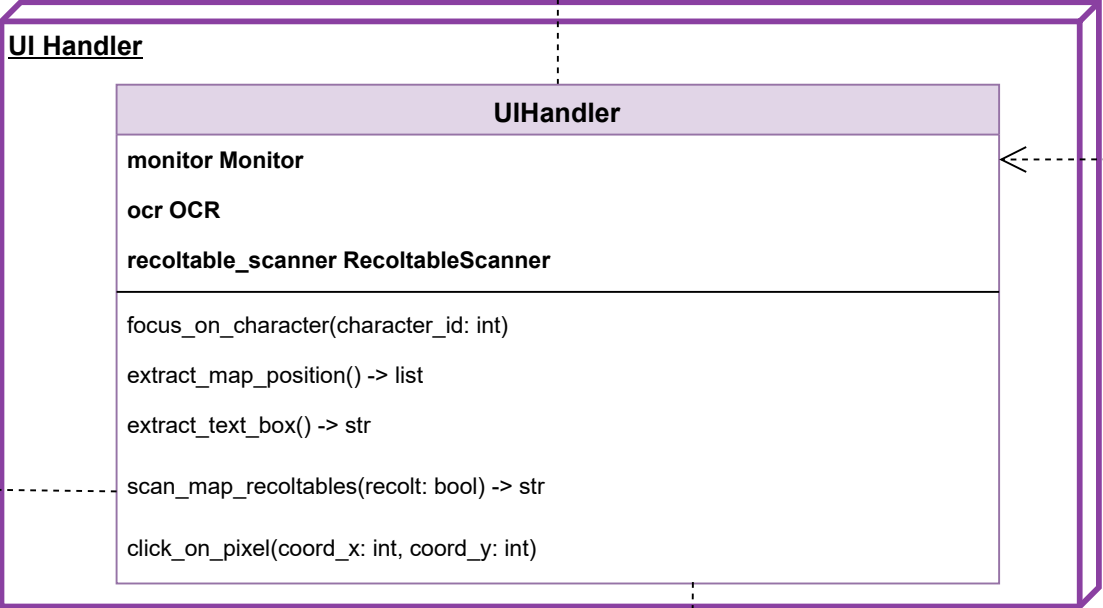 UI Handler
UIHandler
monitor Monitor
ocr OCR
recoltable_scanner RecoltableScanner
focus_on_character(character_id: int)
extract_map_position() -> list
extract_text_box() -> str
scan_map_recoltables(recolt: bool) -> str
click_on_pixel(coord_x: int, coord_y: int)